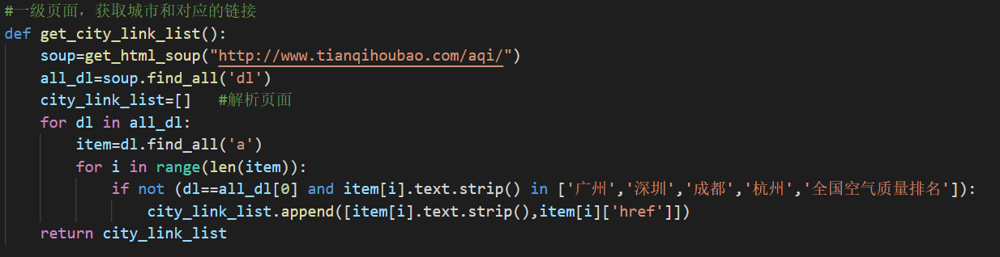 #一级页面，获取城市和对应的链接
def get_city_link_list():
    soup=get_html_soup("http://www.tianqihoubao.com/aqi/")
    all_dl=soup.find_all('dl')
    city_link_list=[]   #解析页面
    for dl in all_dl:
        item=dl.find_all('a')
        for i in range(len(item)):
            if not (dl==all_dl[0] and item[i].text.strip() in ['广州','深圳','成都','杭州','全国空气质量排名']):
                city_link_list.append([item[i].text.strip(),item[i]['href']])
    return city_link_list